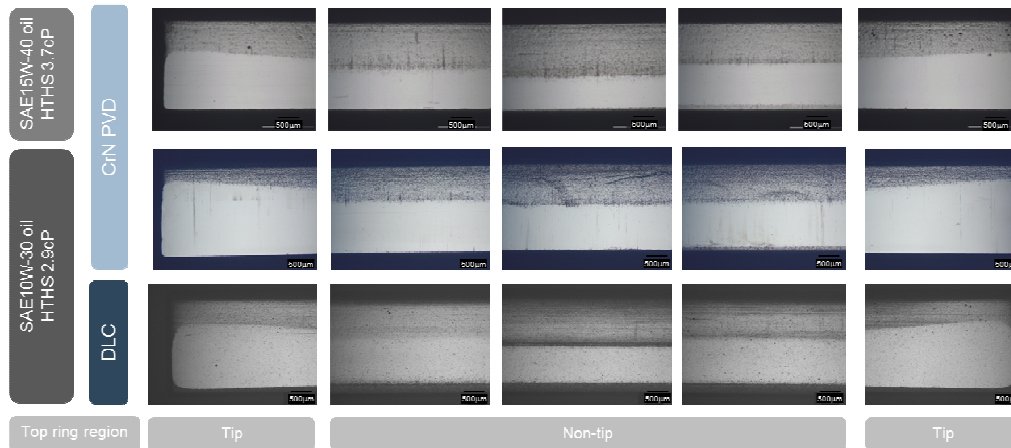 SAE15W-40 oil
HTHS 3.7cP
CrN PVD
500µm
500µm
500µm
500µm
500µm
SAE10W-30 oil
HTHS 2.9cP
500µm
500µm
500µm
500µm
500µm
DLC
500µm
500µm
500µm
500µm
500µm
Top ring region
Tip
Non-tip
Tip